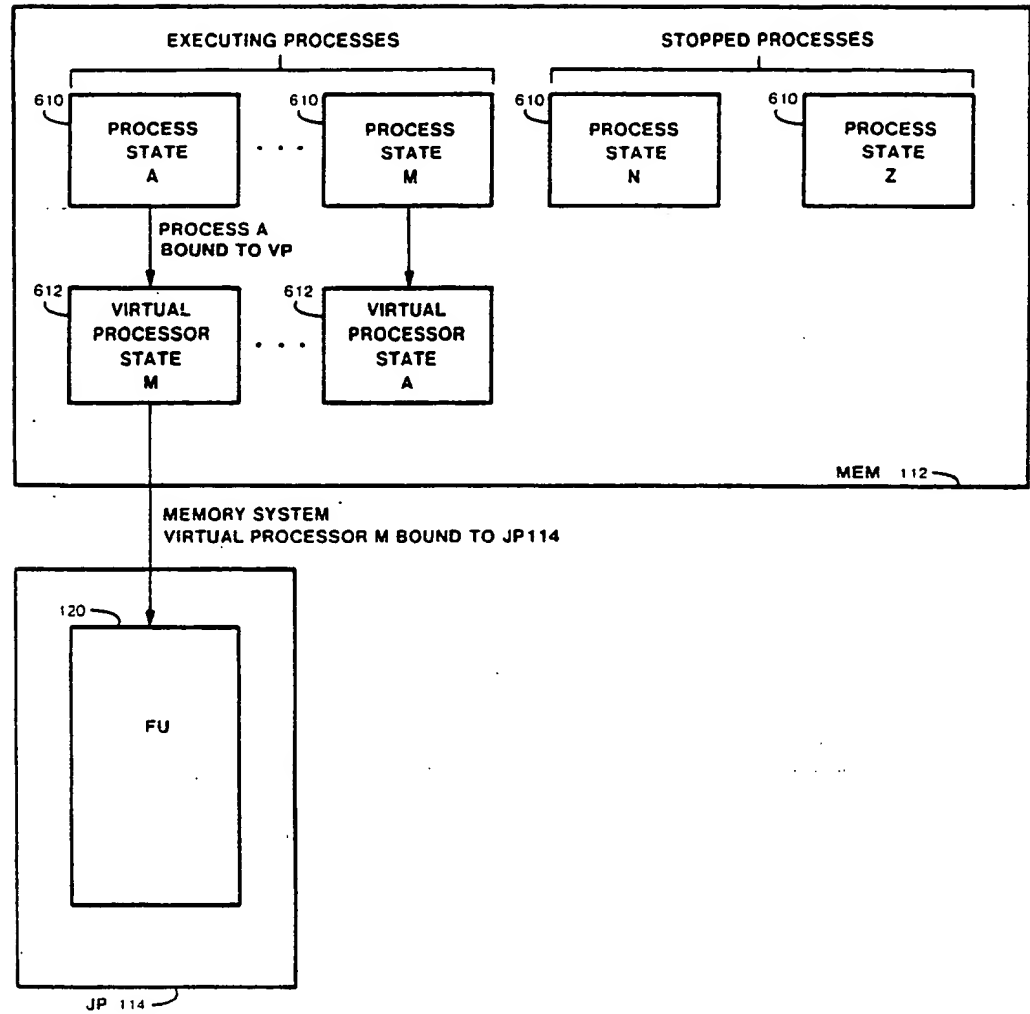 EXECUTING PROCESSES
STOPPED PROCESSES
610
PROCESS
STATE
A
610
PROCESS
STATE
M
610
PROCESS
STATE
N
610
PROCESS
STATE
Z
PROCESS A
BOUND TO VP
612
VIRTUAL
PROCESSOR
STATE
M
612
VIRTUAL
PROCESSOR
STATE
A
MEM 112
MEMORY SYSTEM
VIRTUAL PROCESSOR M BOUND TO JP114
120
FU
JP 114